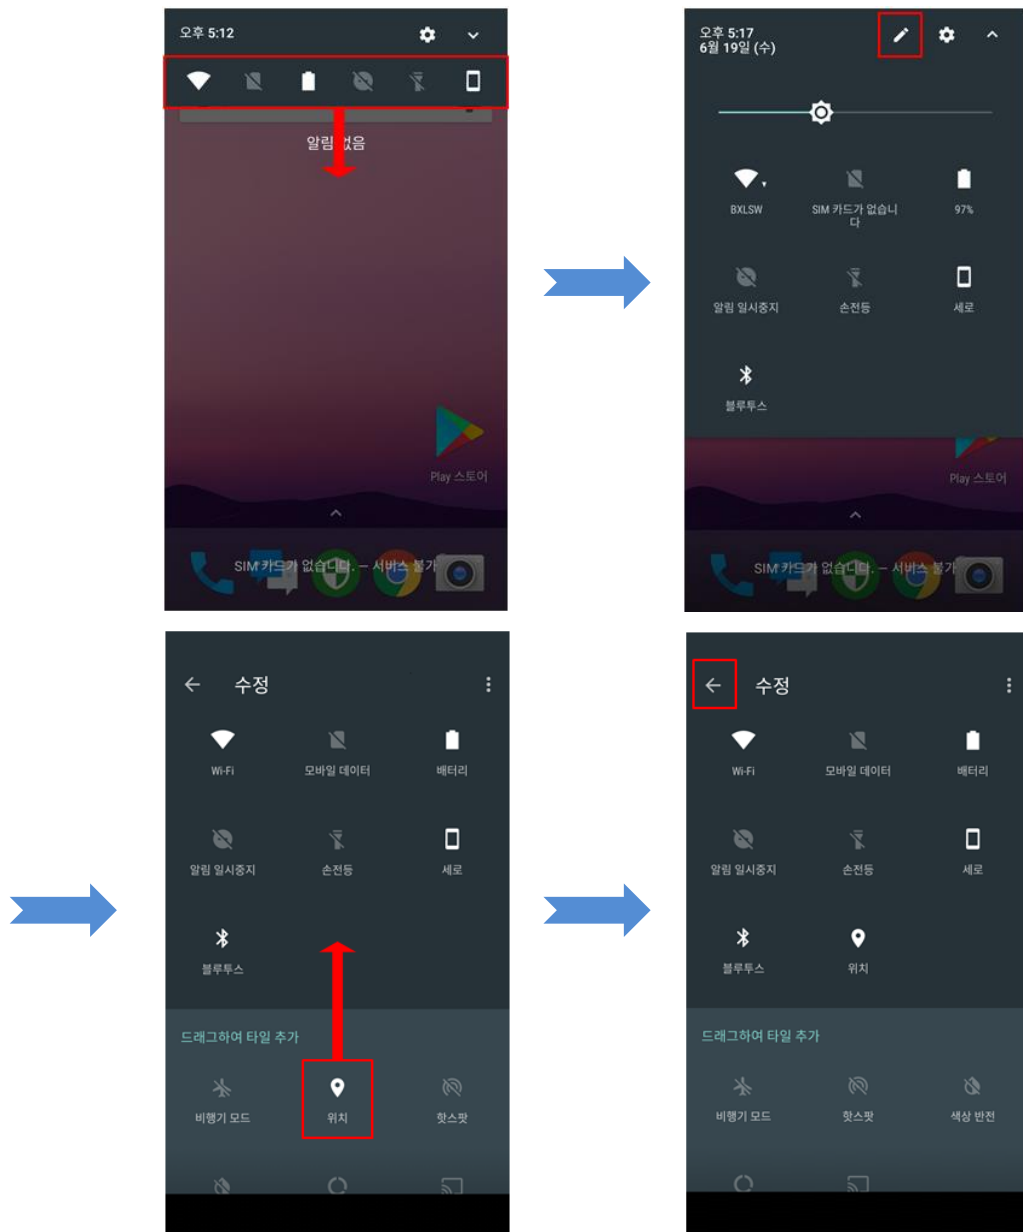 오후 5:12
알림 없음
Play 스토어
SIM 카드가 없습니다. – 서비스 불가
오후 5:17
6월 19일 (수)
BXLSW
SIM 카드가 없습니
다
97%
알림 일시중지
손전등
세로
블루투스
Play 스토어
SIM 카드가 없습니다. – 서비스 불가
수정
Wi-Fi
모바일 데이터
배터리
알림 일시중지
손전등
세로
블루투스
드래그하여 타일 추가
비행기 모드
위치
핫스팟
수정
Wi-Fi
모바일 데이터
배터리
알림 일시중지
손전등
세로
블루투스
위치
드래그하여 타일 추가
비행기 모드
핫스팟
색상 반전